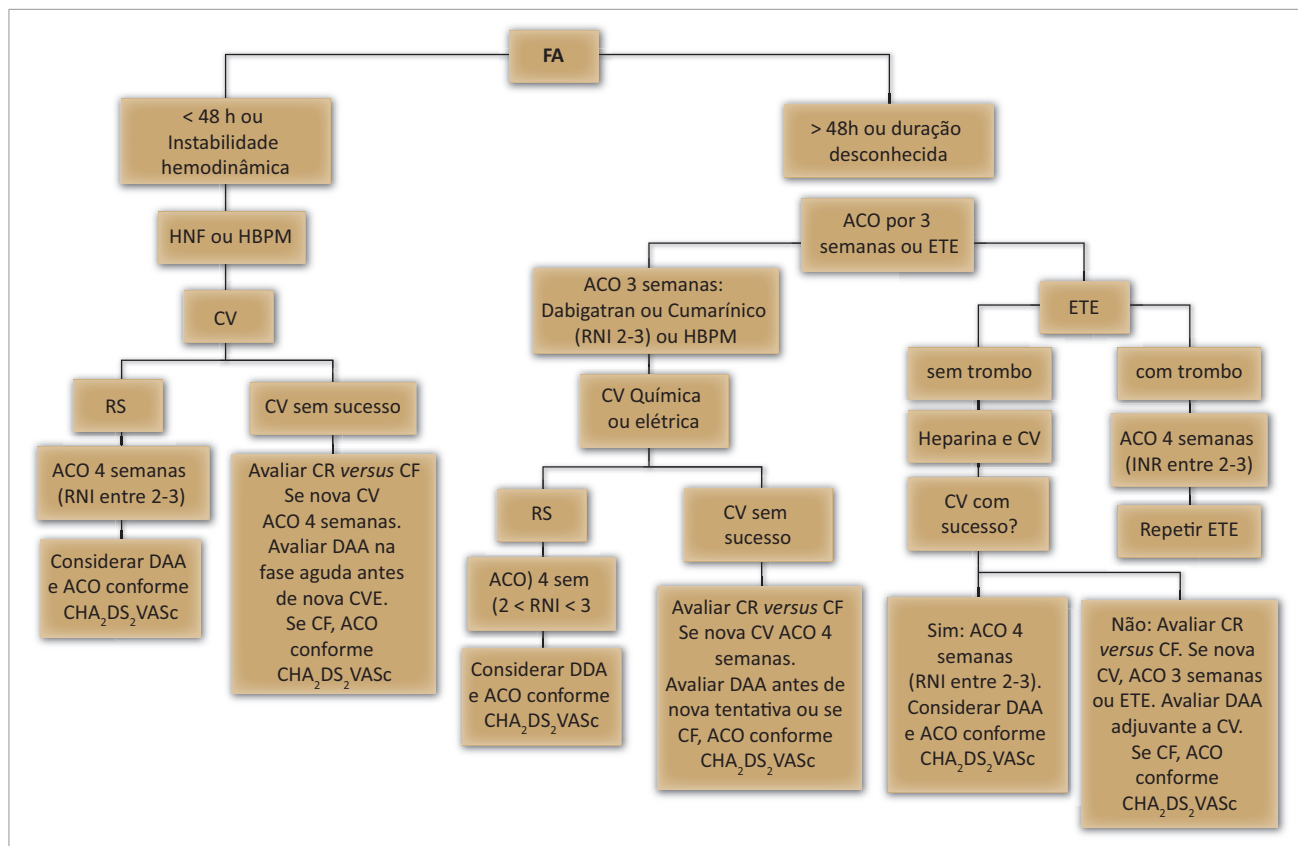 FA
< 48 h ou
Instabilidade
hemodinâmica
HNF ou HBPM
CV
RS
ACO 4 semanas
(RNI entre 2-3)
Considerar DAA
e ACO conforme
CHA₂DS₂VASc
CV sem sucesso
Avaliar CR versus CF
Se nova CV
ACO 4 semanas.
Avaliar DAA na
fase aguda antes
de nova CVE.
Se CF, ACO
conforme
CHA₂DS₂VASc
> 48h ou duração
desconhecida
ACO por 3
semanas ou ETE
ACO 3 semanas:
Dabigatran ou Cumarínico
(RNI 2-3) ou HBPM
CV Química
ou elétrica
RS
ACO) 4 sem
(2 < RNI < 3
Considerar DDA
e ACO conforme
CHA₂DS₂VASc
CV sem
sucesso
Avaliar CR versus CF
Se nova CV ACO 4
semanas.
Avaliar DAA antes de
nova tentativa ou se
CF, ACO conforme
CHA₂DS₂VASc
ETE
sem trombo
Heparina e CV
CV com
sucesso?
Sim: ACO 4
semanas
(RNI entre 2-3).
Considerar DAA
e ACO conforme
CHA₂DS₂VASc
Não: Avaliar CR
versus CF. Se nova
CV, ACO 3 semanas
ou ETE. Avaliar DAA
adjuvante a CV.
Se CF, ACO
conforme
CHA₂DS₂VASc
com trombo
ACO 4 semanas
(INR entre 2-3)
Repetir ETE